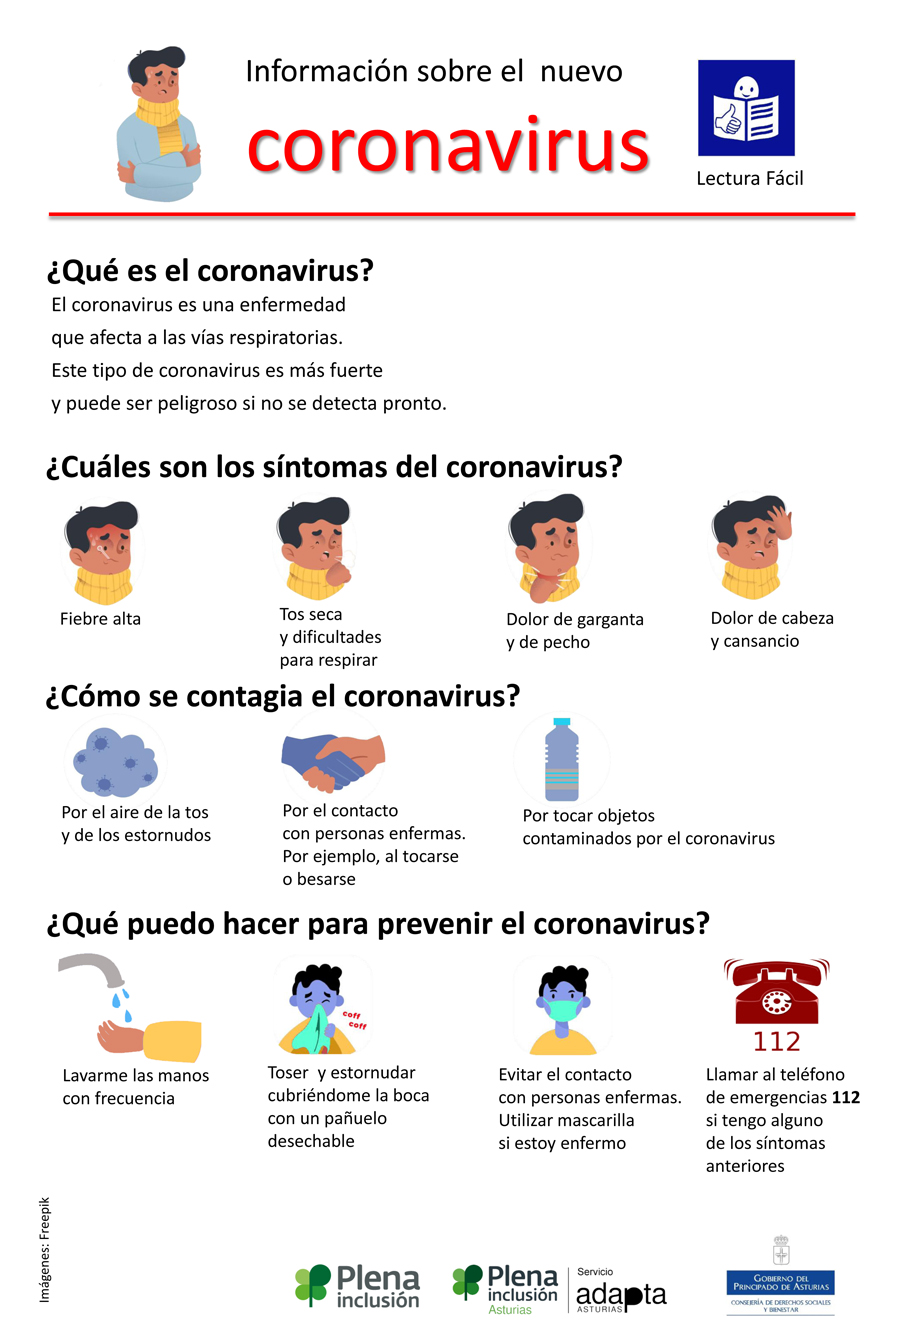 Información sobre el nuevo
coronavirus
Lectura Fácil
¿Qué es el coronavirus?
El coronavirus es una enfermedad
que afecta a las vías respiratorias.
Este tipo de coronavirus es más fuerte
y puede ser peligroso si no se detecta pronto.
¿Cuáles son los síntomas del coronavirus?
Fiebre alta
Tos seca
y dificultades
para respirar
Dolor de garganta
y de pecho
Dolor de cabeza
y cansancio
¿Cómo se contagia el coronavirus?
Por el aire de la tos
y de los estornudos
Por el contacto
con personas enfermas.
Por ejemplo, al tocarse
o besarse
Por tocar objetos
contaminados por el coronavirus
¿Qué puedo hacer para prevenir el coronavirus?
Lavarme las manos
con frecuencia
coff
coff
Toser y estornudar
cubriéndome la boca
con un pañuelo
desechable
Evitar el contacto
con personas enfermas.
Utilizar mascarilla
si estoy enfermo
112
Llamar al teléfono
de emergencias 112
si tengo alguno
de los síntomas
anteriores
Imágenes: Freepik
Plena
inclusión
Plena
inclusión
Asturias
Servicio
adapta
ASTURIAS
GOBIERNO DEL
PRINCIPADO DE ASTURIAS
CONSEJERÍA DE DERECHOS SOCIALES
Y BIENESTAR